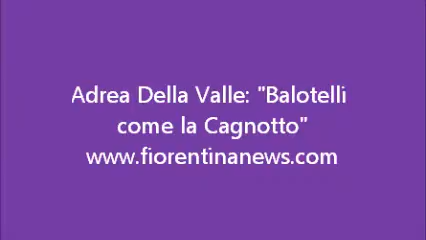 Adrea Della Valle: "Balotelli
come la Cagnotto"
www.fiorentinanews.com